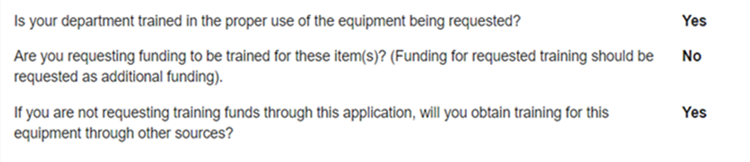 Is your department trained in the proper use of the equipment being requested? Yes
Are you requesting funding to be trained for these item(s)? (Funding for requested training should be No
requested as additional funding).
If you are not requesting training funds through this application, will you obtain training for this Yes
equipment through other sources?